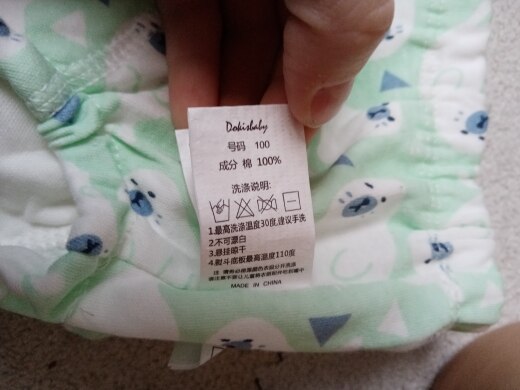 Dokisbaby
号码 100
成分 棉 100%
洗涤说明:
1.最高洗涤温度30度,建议手洗
2.不可漂白
3.悬挂晾干
4.熨斗底板最高温度110度
MADE IN CHINA